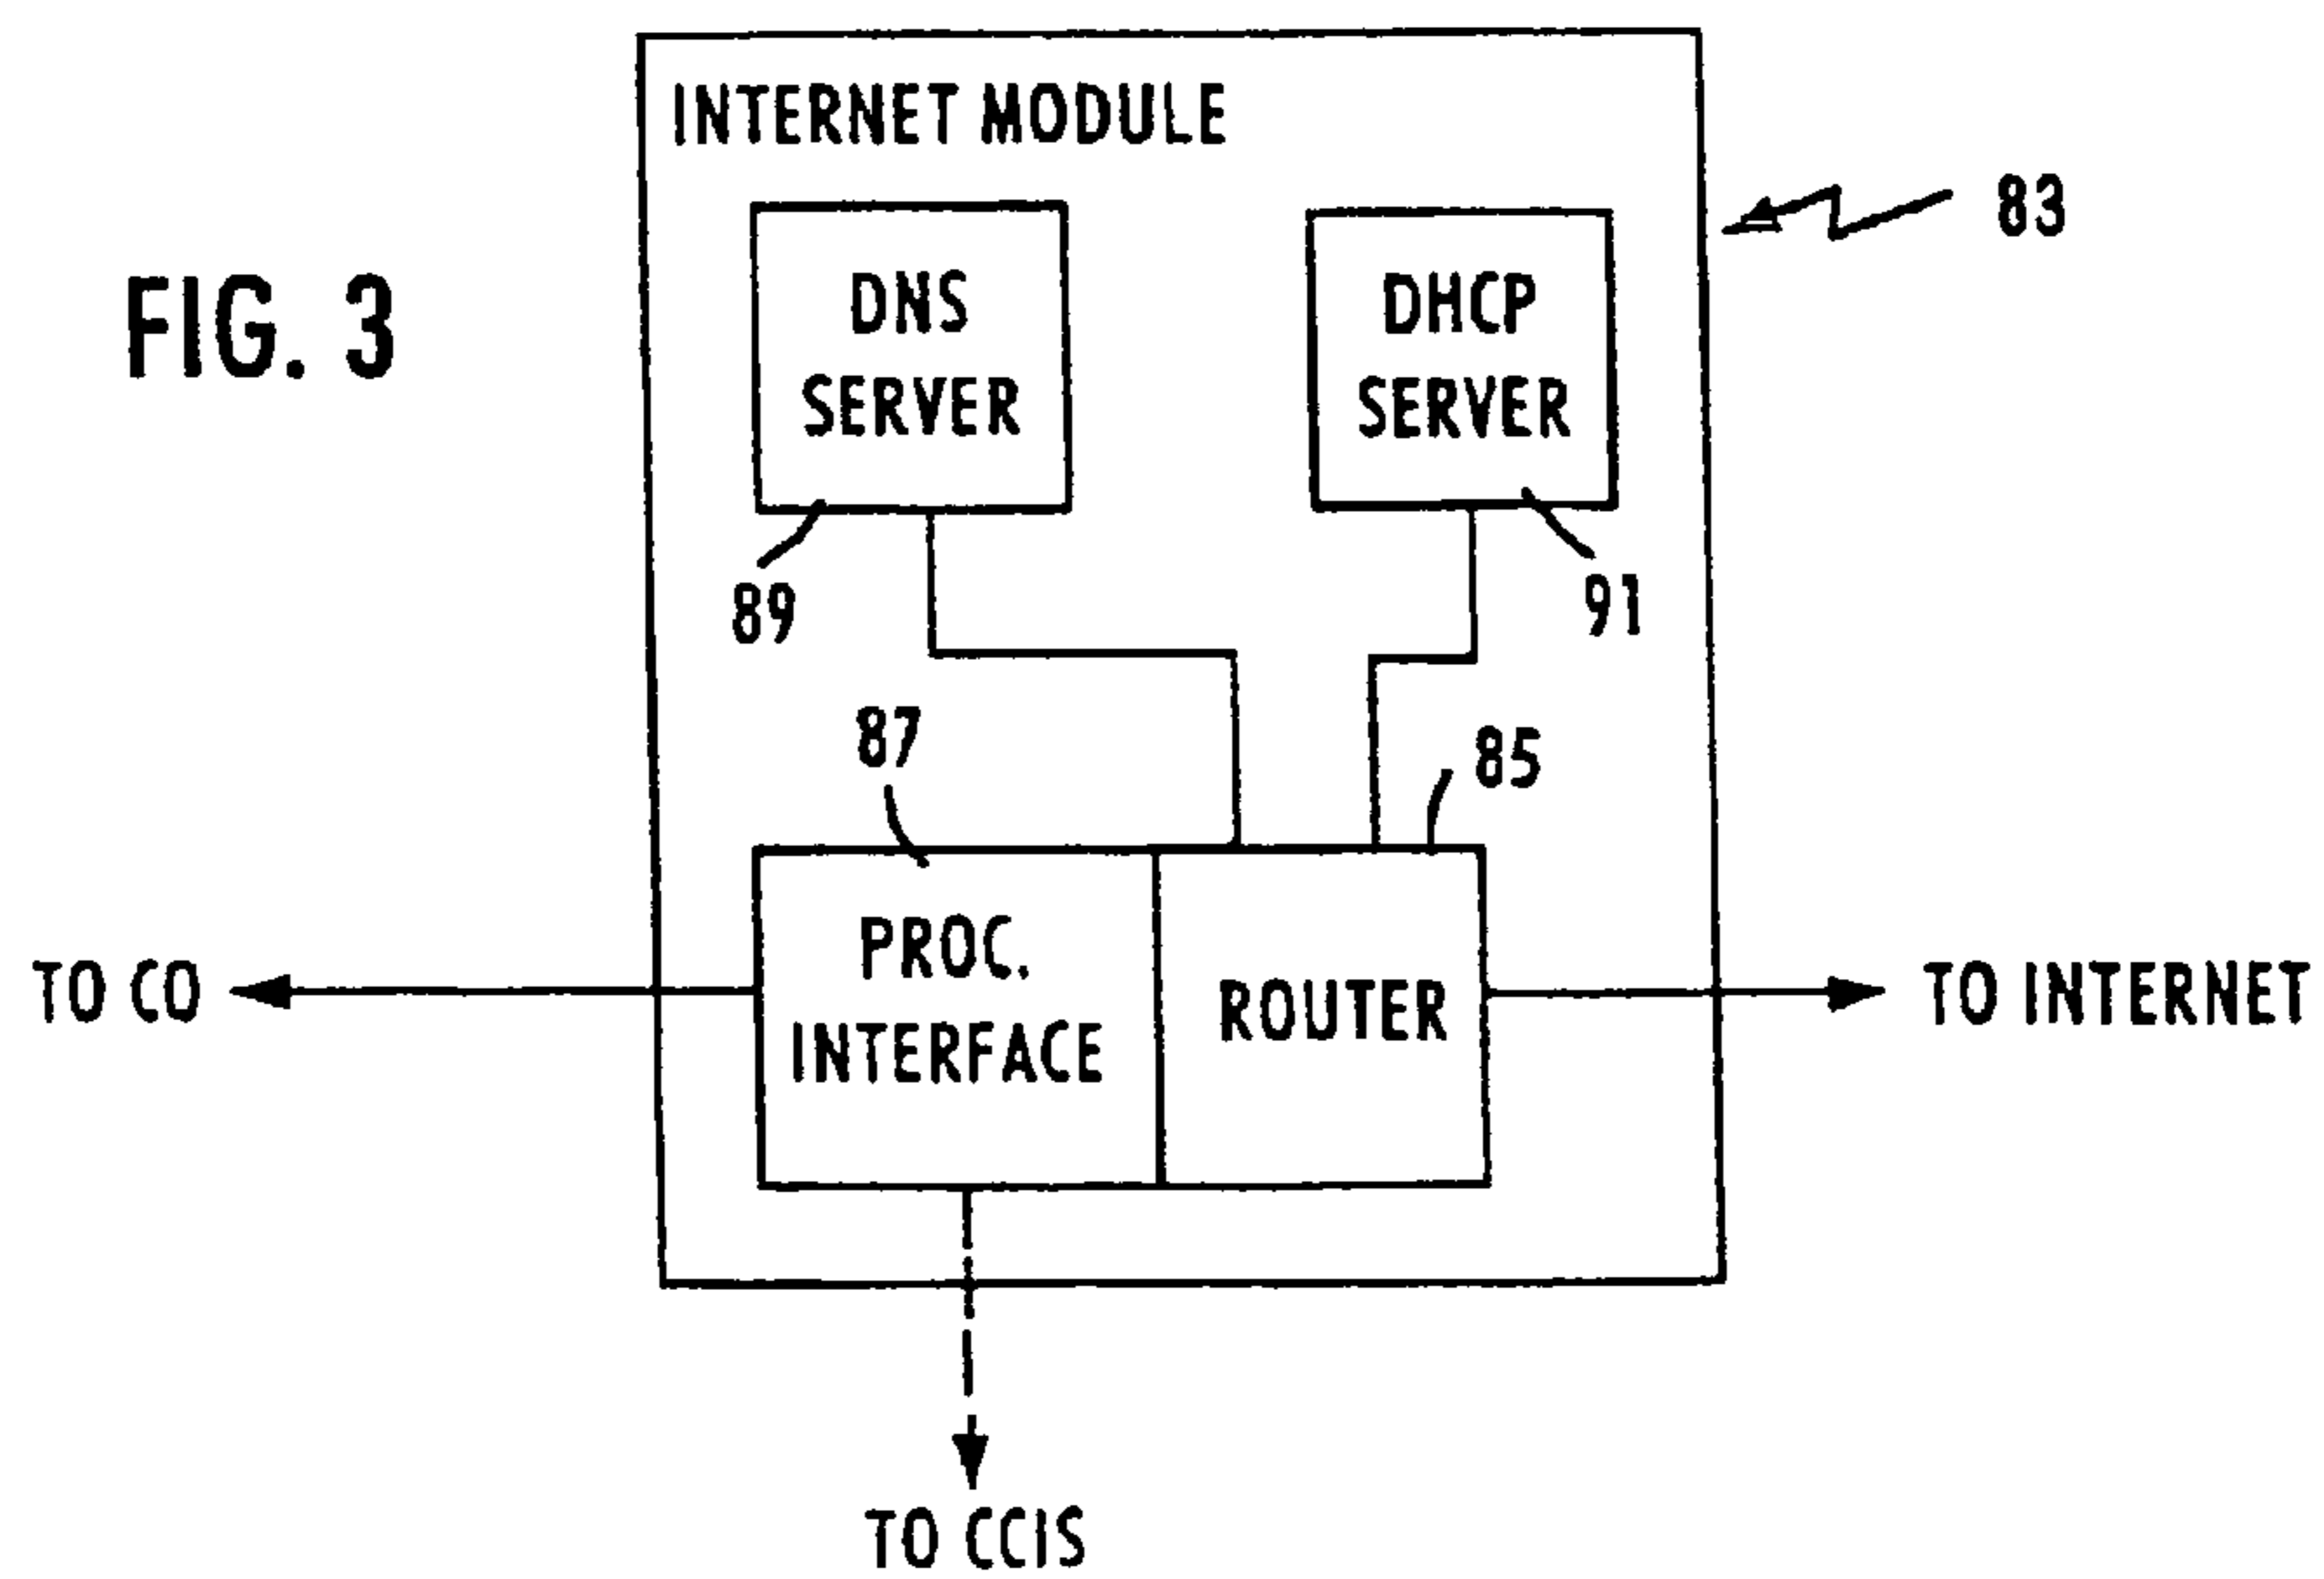 INTERNET MODULE
83
FIG. 3
DNS
SERVER
DHCP
SERVER
89
91
87
85
PROC.
INTERFACE
ROUTER
TO CO
TO INTERNET
TO CCIS